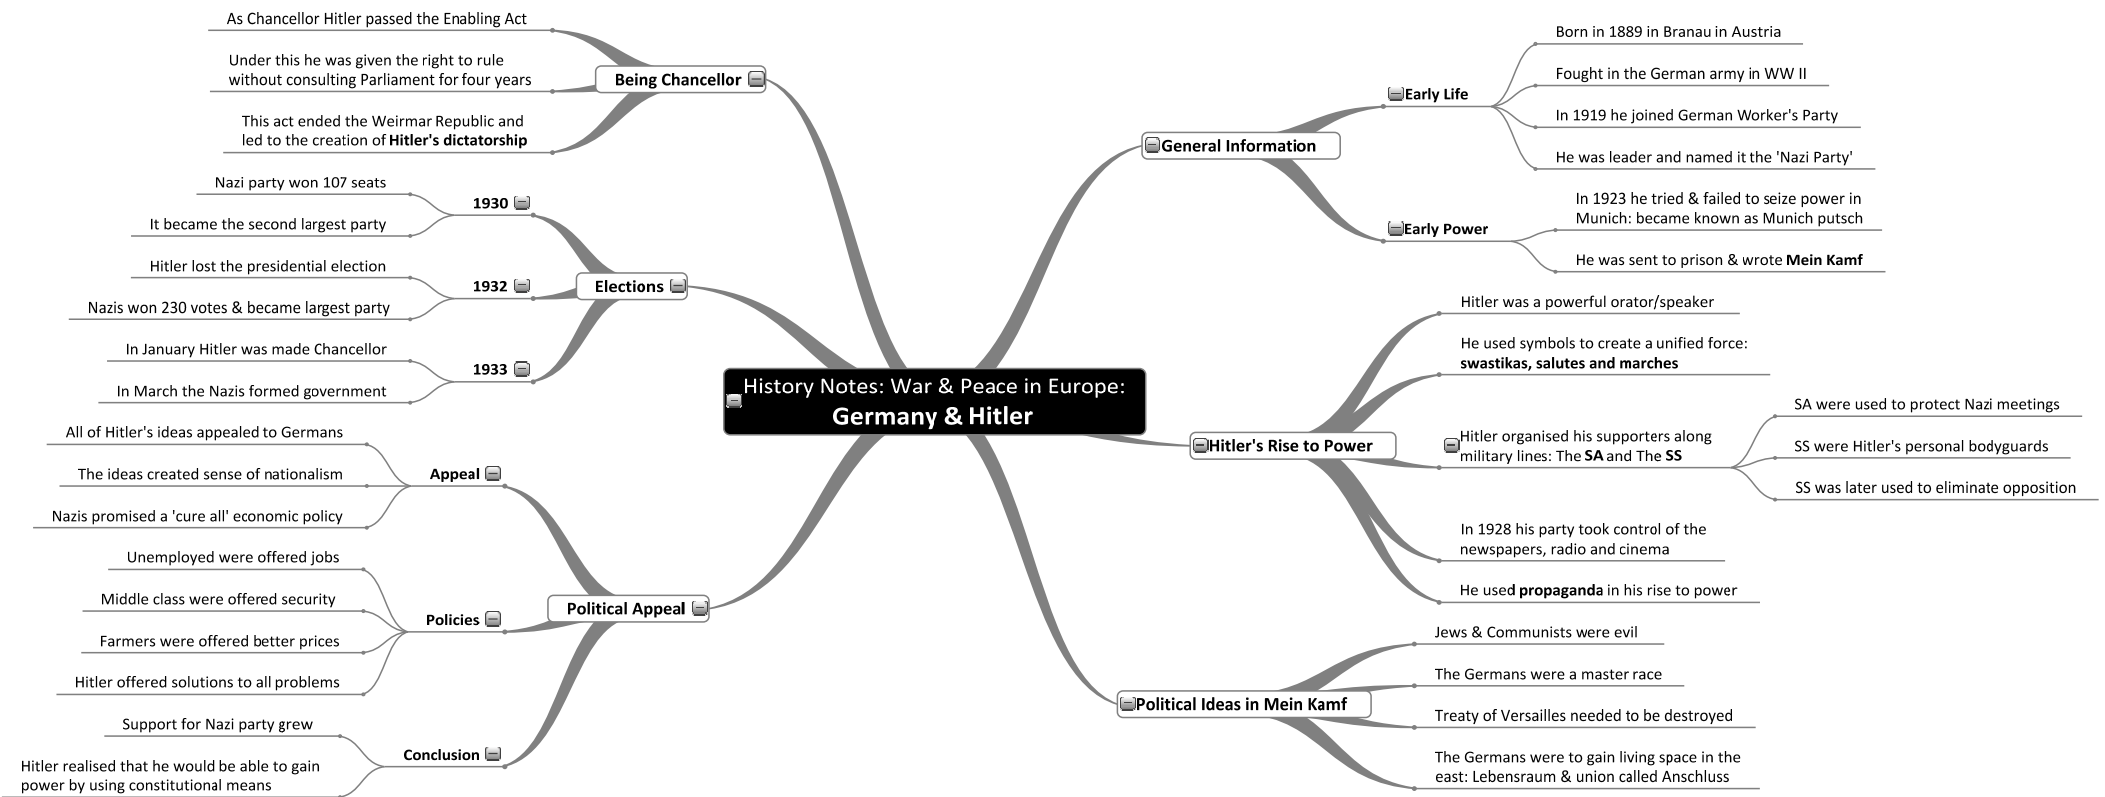 History Notes: War & Peace in Europe:
Germany & Hitler
General Information
Early Life
Born in 1889 in Branau in Austria
Fought in the German army in WW II
In 1919 he joined German Worker's Party
He was leader and named it the 'Nazi Party'
Early Power
In 1923 he tried & failed to seize power in
Munich: became known as Munich putsch
He was sent to prison & wrote Mein Kamf
Hitler's Rise to Power
Hitler was a powerful orator/speaker
He used symbols to create a unified force:
swastikas, salutes and marches
Hitler organised his supporters along
military lines: The SA and The SS
SA were used to protect Nazi meetings
SS were Hitler's personal bodyguards
SS was later used to eliminate opposition
In 1928 his party took control of the
newspapers, radio and cinema
He used propaganda in his rise to power
Political Ideas in Mein Kamf
Jews & Communists were evil
The Germans were a master race
Treaty of Versailles needed to be destroyed
The Germans were to gain living space in the
east: Lebensraum & union called Anschluss
Being Chancellor
As Chancellor Hitler passed the Enabling Act
Under this he was given the right to rule
without consulting Parliament for four years
This act ended the Weirmar Republic and
led to the creation of Hitler's dictatorship
Elections
1930
Nazi party won 107 seats
It became the second largest party
1932
Hitler lost the presidential election
Nazis won 230 votes & became largest party
1933
In January Hitler was made Chancellor
In March the Nazis formed government
Political Appeal
Appeal
All of Hitler's ideas appealed to Germans
The ideas created sense of nationalism
Nazis promised a 'cure all' economic policy
Policies
Unemployed were offered jobs
Middle class were offered security
Farmers were offered better prices
Hitler offered solutions to all problems
Conclusion
Support for Nazi party grew
Hitler realised that he would be able to gain
power by using constitutional means